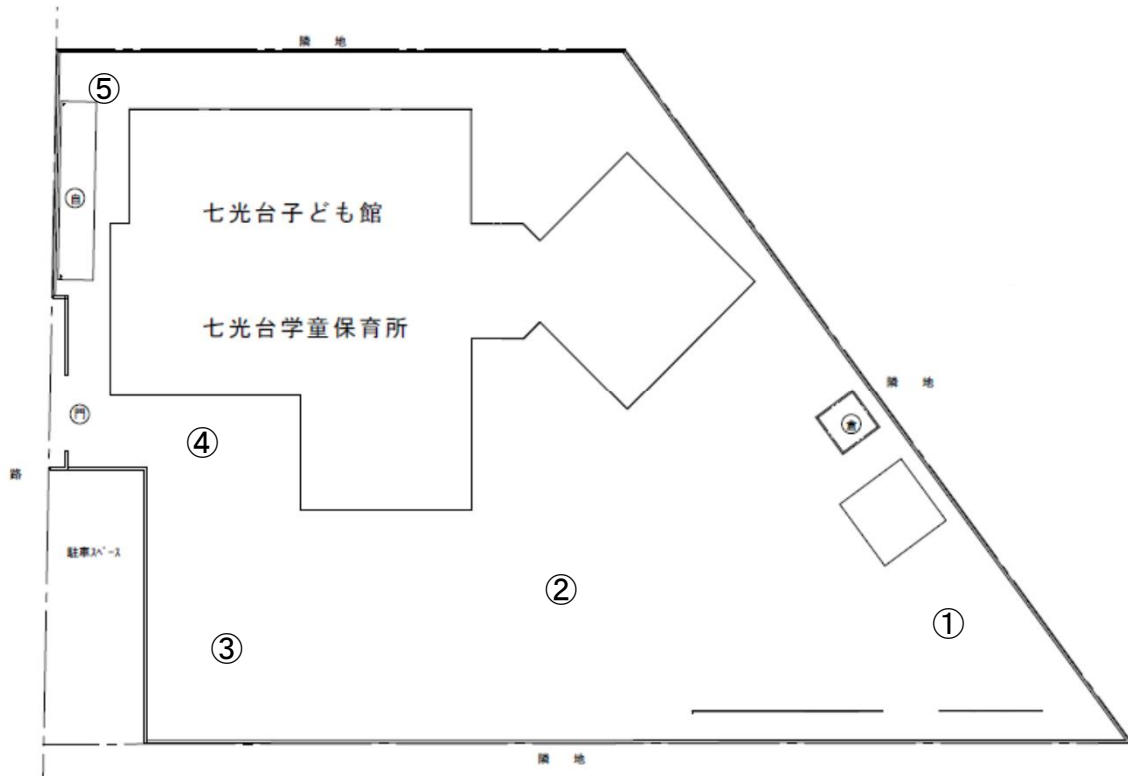 隣 地
⑤
自
七光台子ども館
七光台学童保育所
隣 地
倉
門
④
路
駐車スペース
②
①
③
隣 地